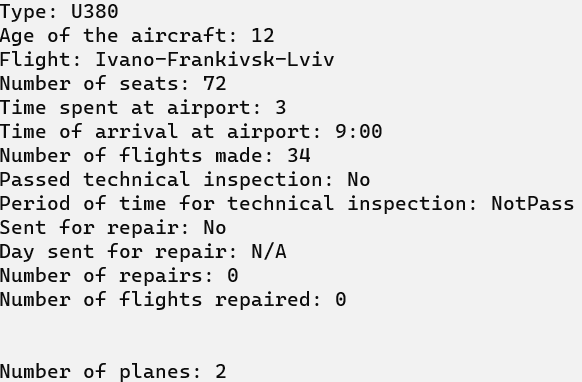 Type: U380
Age of the aircraft: 12
Flight: Ivano-Frankivsk-Lviv
Number of seats: 72
Time spent at airport: 3
Time of arrival at airport: 9:00
Number of flights made: 34
Passed technical inspection: No
Period of time for technical inspection: NotPass
Sent for repair: No
Day sent for repair: N/A
Number of repairs: 0
Number of flights repaired: 0
Number of planes: 2